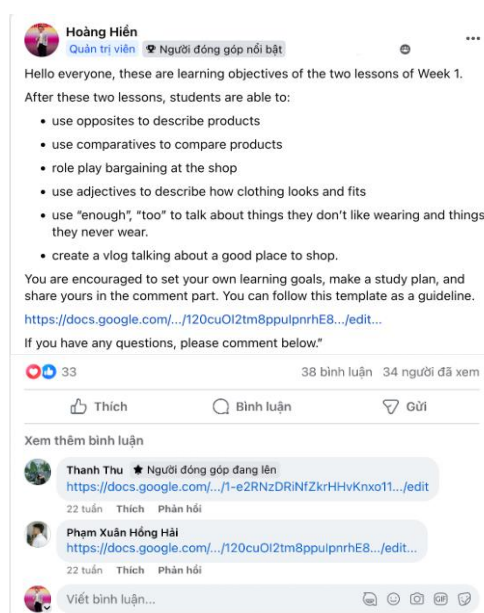 Hoàng Hiền
Quản trị viên Người đóng góp nổi bật
Hello everyone, these are learning objectives of the two lessons of Week 1.
After these two lessons, students are able to:
• use opposites to describe products
• use comparatives to compare products
• role play bargaining at the shop
• use adjectives to describe how clothing looks and fits
• use “enough”, “too” to talk about things they don’t like wearing and things
they never wear.
• create a vlog talking about a good place to shop.
You are encouraged to set your own learning goals, make a study plan, and
share yours in the comment part. You can follow this template as a guideline.
https://docs.google.com/.../120cuOI2tm8ppuIpnrhE8.../edit...
If you have any questions, please comment below.”
33 38 bình luận 34 người đã xem
Thích Bình luận Gửi
Xem thêm bình luận
Thanh Thu Người đóng góp đang lên
https://docs.google.com/.../1-e2RNzDRiNfZkrHHvKnxo11.../edit
22 tuần Thích Phản hồi
Phạm Xuân Hồng Hải
https://docs.google.com/.../120cuOI2tm8ppuIpnrhE8.../edit...
22 tuần Thích Phản hồi
Viết bình luận...
GIF